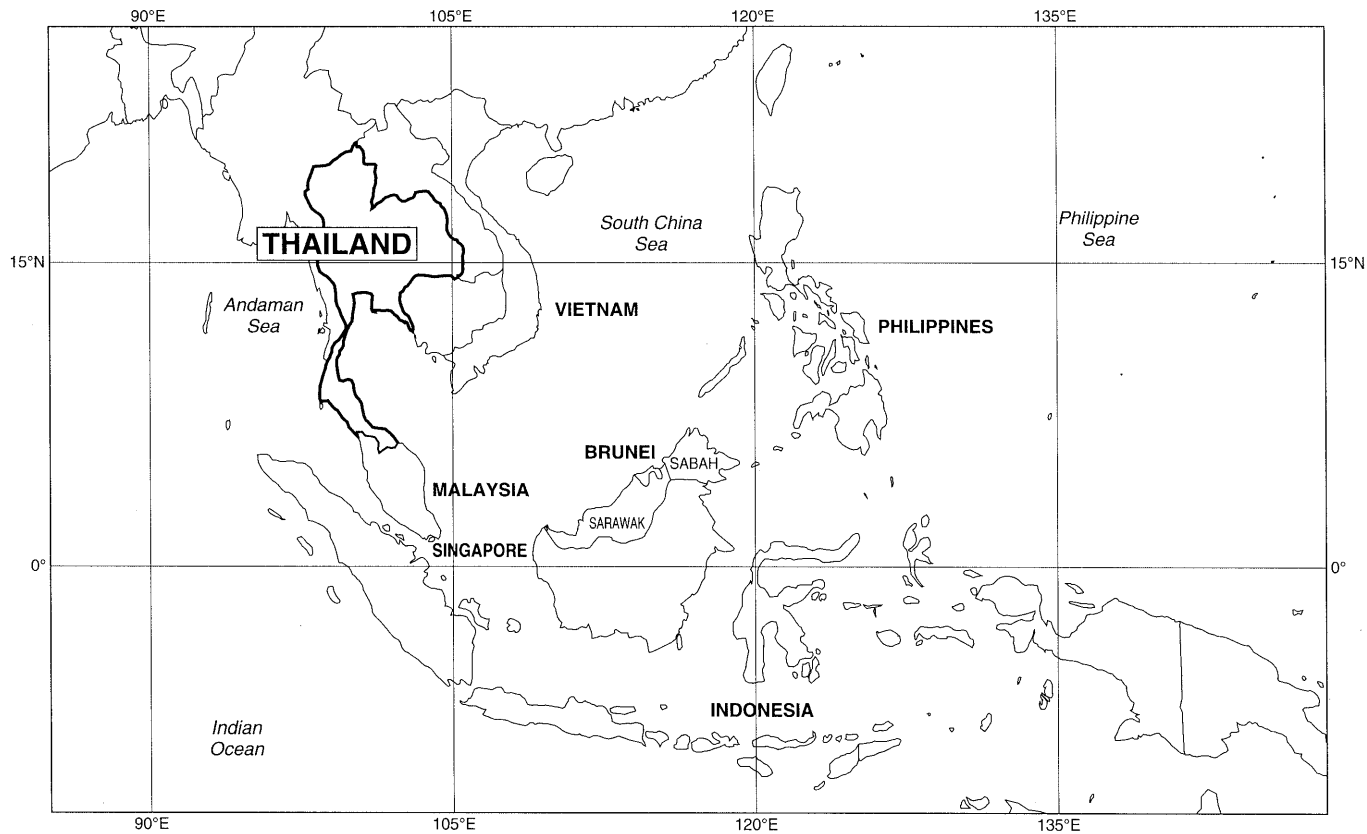 90°E
105°E
120°E
135°E
South China
Sea
Philippine
Sea
THAILAND
15°N
15°N
Andaman
Sea
VIETNAM
PHILIPPINES
BRUNEI
SABAH
MALAYSIA
SARAWAK
SINGAPORE
0°
0°
INDONESIA
Indian
Ocean
90°E
105°E
120°E
135°E